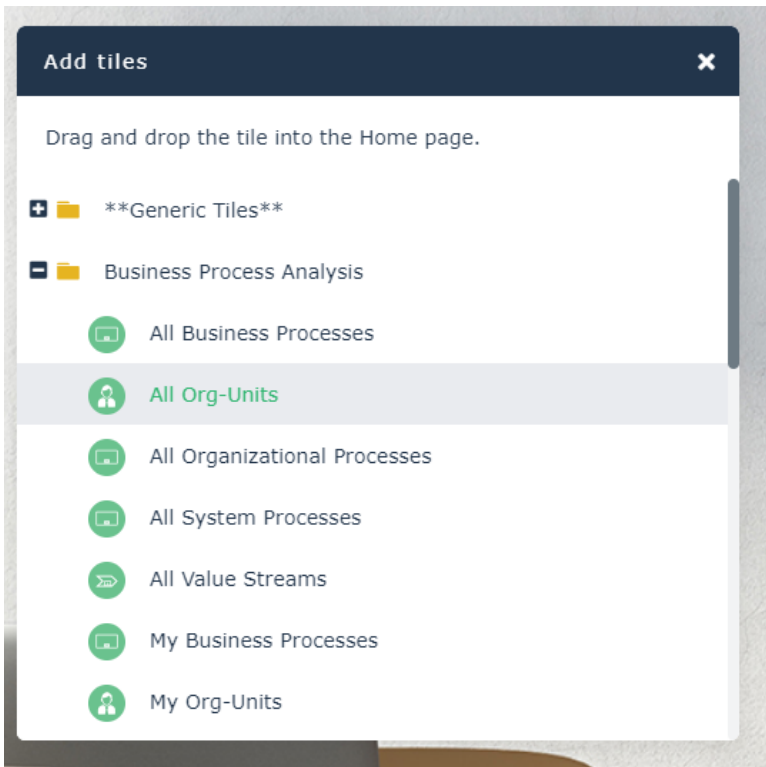 Add tiles
Drag and drop the tile into the Home page.
**Generic Tiles**
Business Process Analysis
All Business Processes
All Org-Units
All Organizational Processes
All System Processes
All Value Streams
My Business Processes
My Org-Units